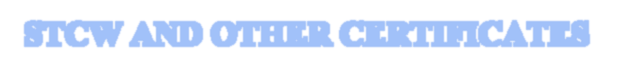 STCW AND OTHER CERTIFICATES